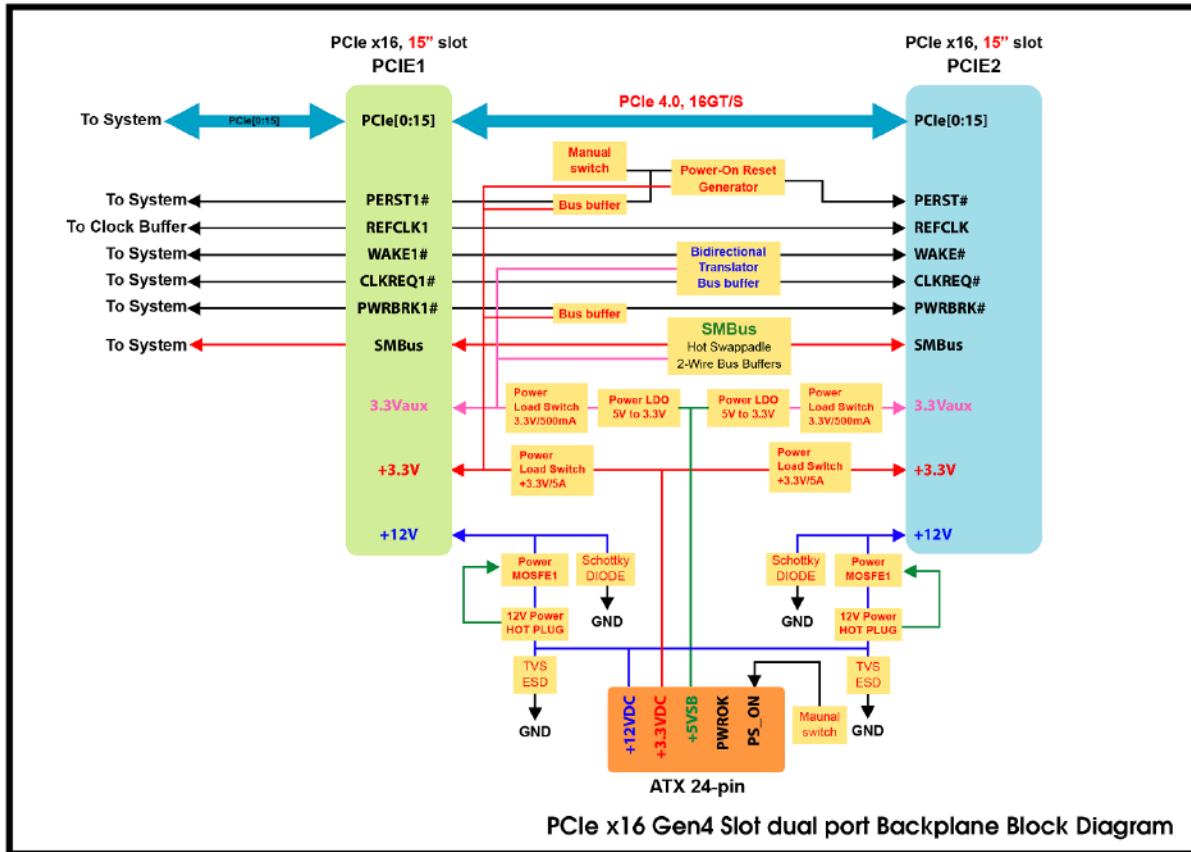 PCIe x16, 15” slot
PCIE1
PCIe x16, 15” slot
PCIE2
To System
PCIe[0:15]
PCIe[0:15]
PCIe 4.0, 16GT/S
PCIe[0:15]
Manual
switch
Power-On Reset
Generator
To System
PERST1#
Bus buffer
PERST#
To Clock Buffer
REFCLK1
REFCLK
To System
WAKE1#
Bidirectional
Translator
Bus buffer
WAKE#
To System
CLKREQ1#
CLKREQ#
To System
PWRBRK1#
Bus buffer
PWRBRK#
To System
SMBus
SMBus
Hot Swappadle
2-Wire Bus Buffers
SMBus
3.3Vaux
Power
Load Switch
3.3V/500mA
Power LDO
5V to 3.3V
Power LDO
5V to 3.3V
Power
Load Switch
3.3V/500mA
3.3Vaux
+3.3V
Power
Load Switch
+3.3V/5A
Power
Load Switch
+3.3V/5A
+3.3V
+12V
+12V
Power
MOSFE1
Schottky
DIODE
Schottky
DIODE
Power
MOSFE1
12V Power
HOT PLUG
GND
GND
12V Power
HOT PLUG
TVS
ESD
TVS
ESD
GND
GND
+12VDC
+3.3VDC
+5VSB
PWROK
PS_ON
Maunal
switch
ATX 24-pin
PCIe x16 Gen4 Slot dual port Backplane Block Diagram